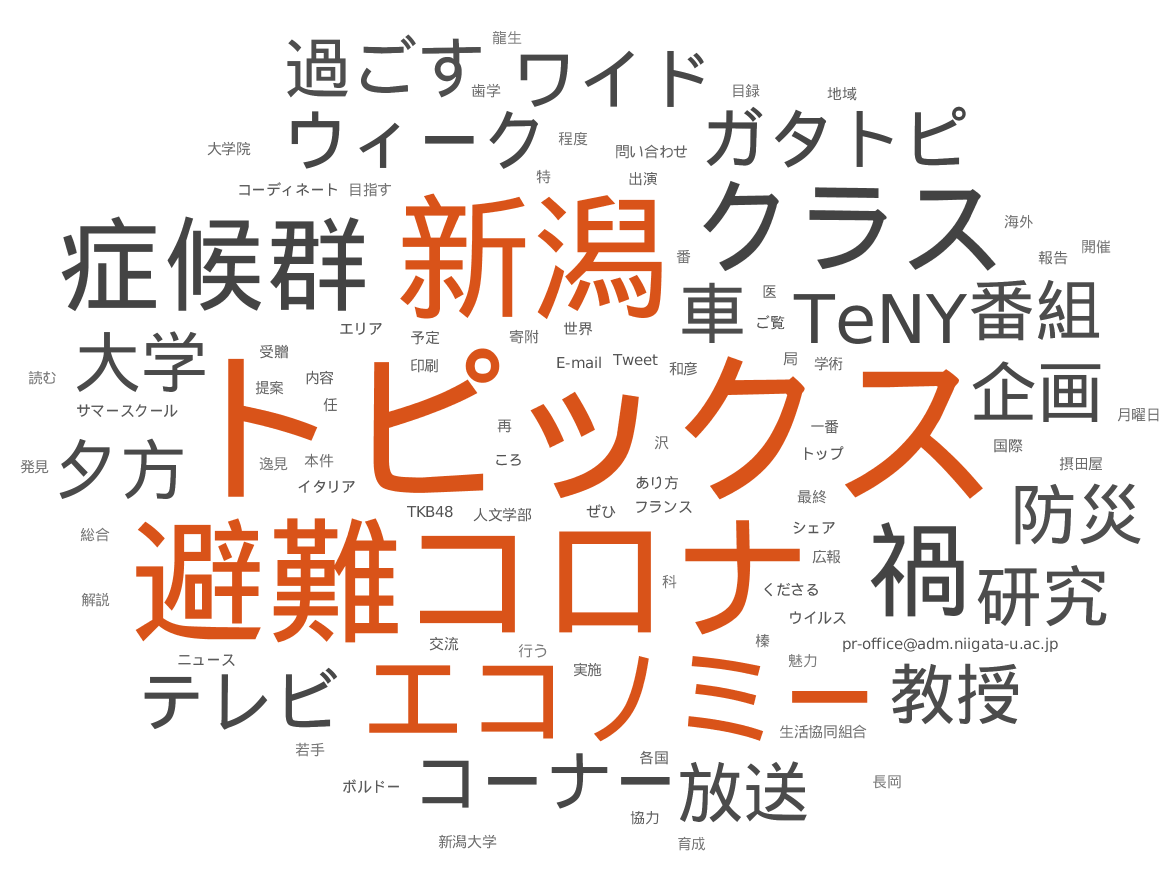 龍生
過ごす
ワイド
歯学
目録
地域
ウィーク
ガタトピ
程度
大学院
問い合わせ
特
出演
コーディネート
目指す
新潟
クラス
症候群
海外
開催
番
報告
車
医
TeNY
番組
ご覧
エリア
予定
寄附
世界
大学
受贈
印刷
E-mail
Tweet
和彦
局
学術
企画
読む
提案
内容
任
サマースクール
トピックス
月曜日
再
一番
沢
国際
夕方
発見
逸見
本件
ころ
トップ
摂田屋
イタリア
あり方
最終
防災
TKB48
人文学部
ぜひ
フランス
総合
避難
コロナ
シェア
禍
広報
科
研究
解説
くださる
ウイルス
交流
榛
pr-office@adm.niigata-u.ac.jp
行う
ニュース
魅力
実施
テレビ
エコノミー
教授
生活協同組合
若手
各国
ボルドー
コーナー
放送
長岡
協力
新潟大学
育成